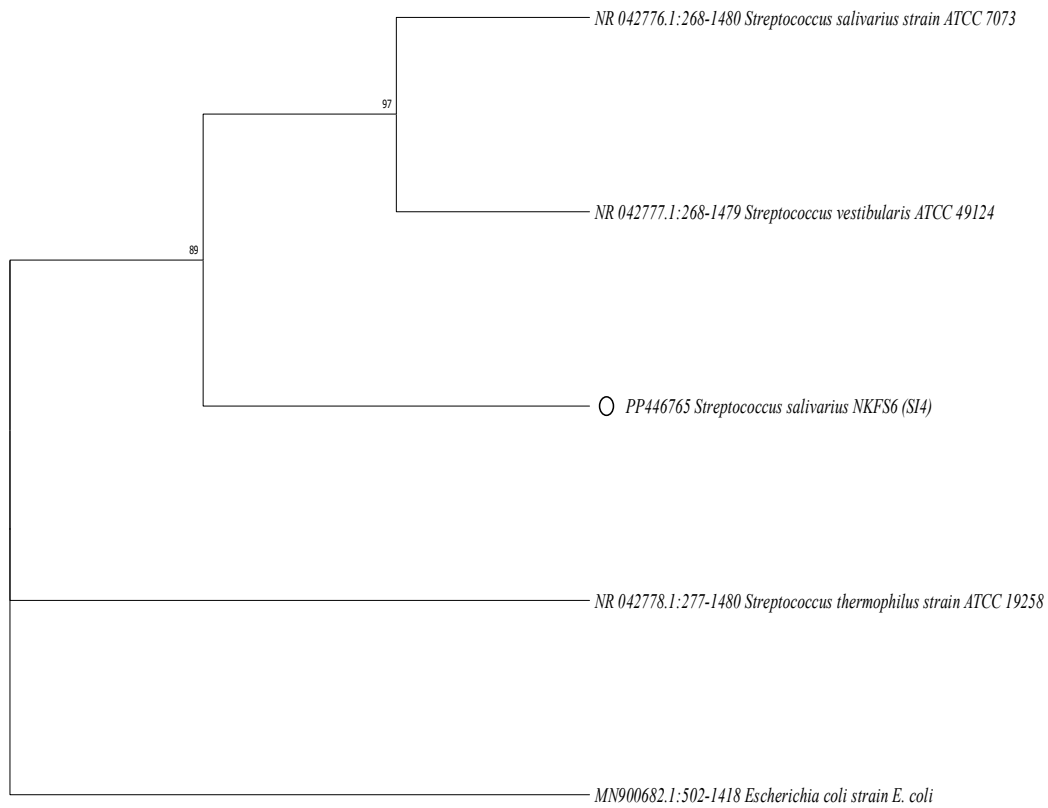 NR 042776.1:268-1480 Streptococcus salivarius strain ATCC 7073
97
NR 042777.1:268-1479 Streptococcus vestibularis ATCC 49124
89
PP446765 Streptococcus salivarius NKFS6 (SI4)
NR 042778.1:277-1480 Streptococcus thermophilus strain ATCC 19258
MN900682.1:502-1418 Escherichia coli strain E. coli